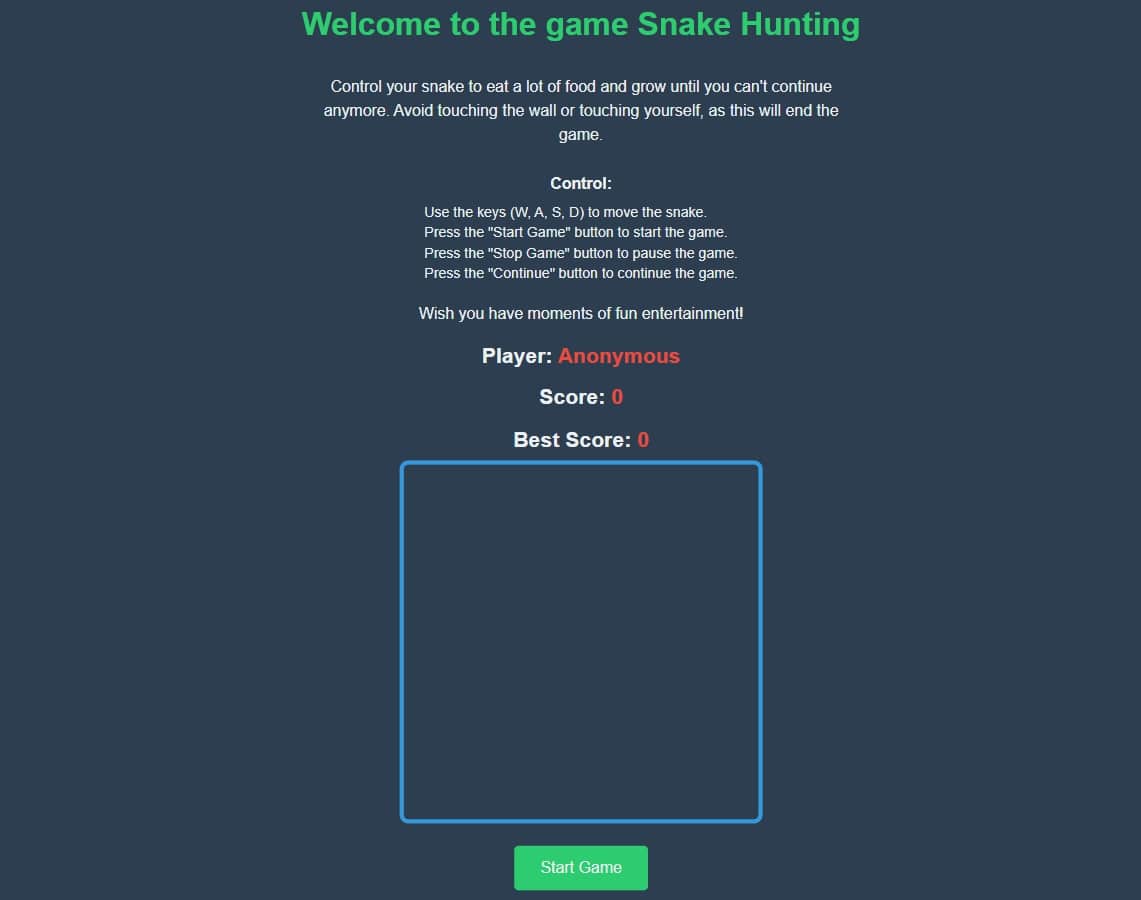 Welcome to the game Snake Hunting
Control your snake to eat a lot of food and grow until you can't continue
anymore. Avoid touching the wall or touching yourself, as this will end the
game.
Control:
Use the keys (W, A, S, D) to move the snake.
Press the "Start Game" button to start the game.
Press the "Stop Game" button to pause the game.
Press the "Continue" button to continue the game.
Wish you have moments of fun entertainment!
Player: Anonymous
Score: 0
Best Score: 0
Start Game